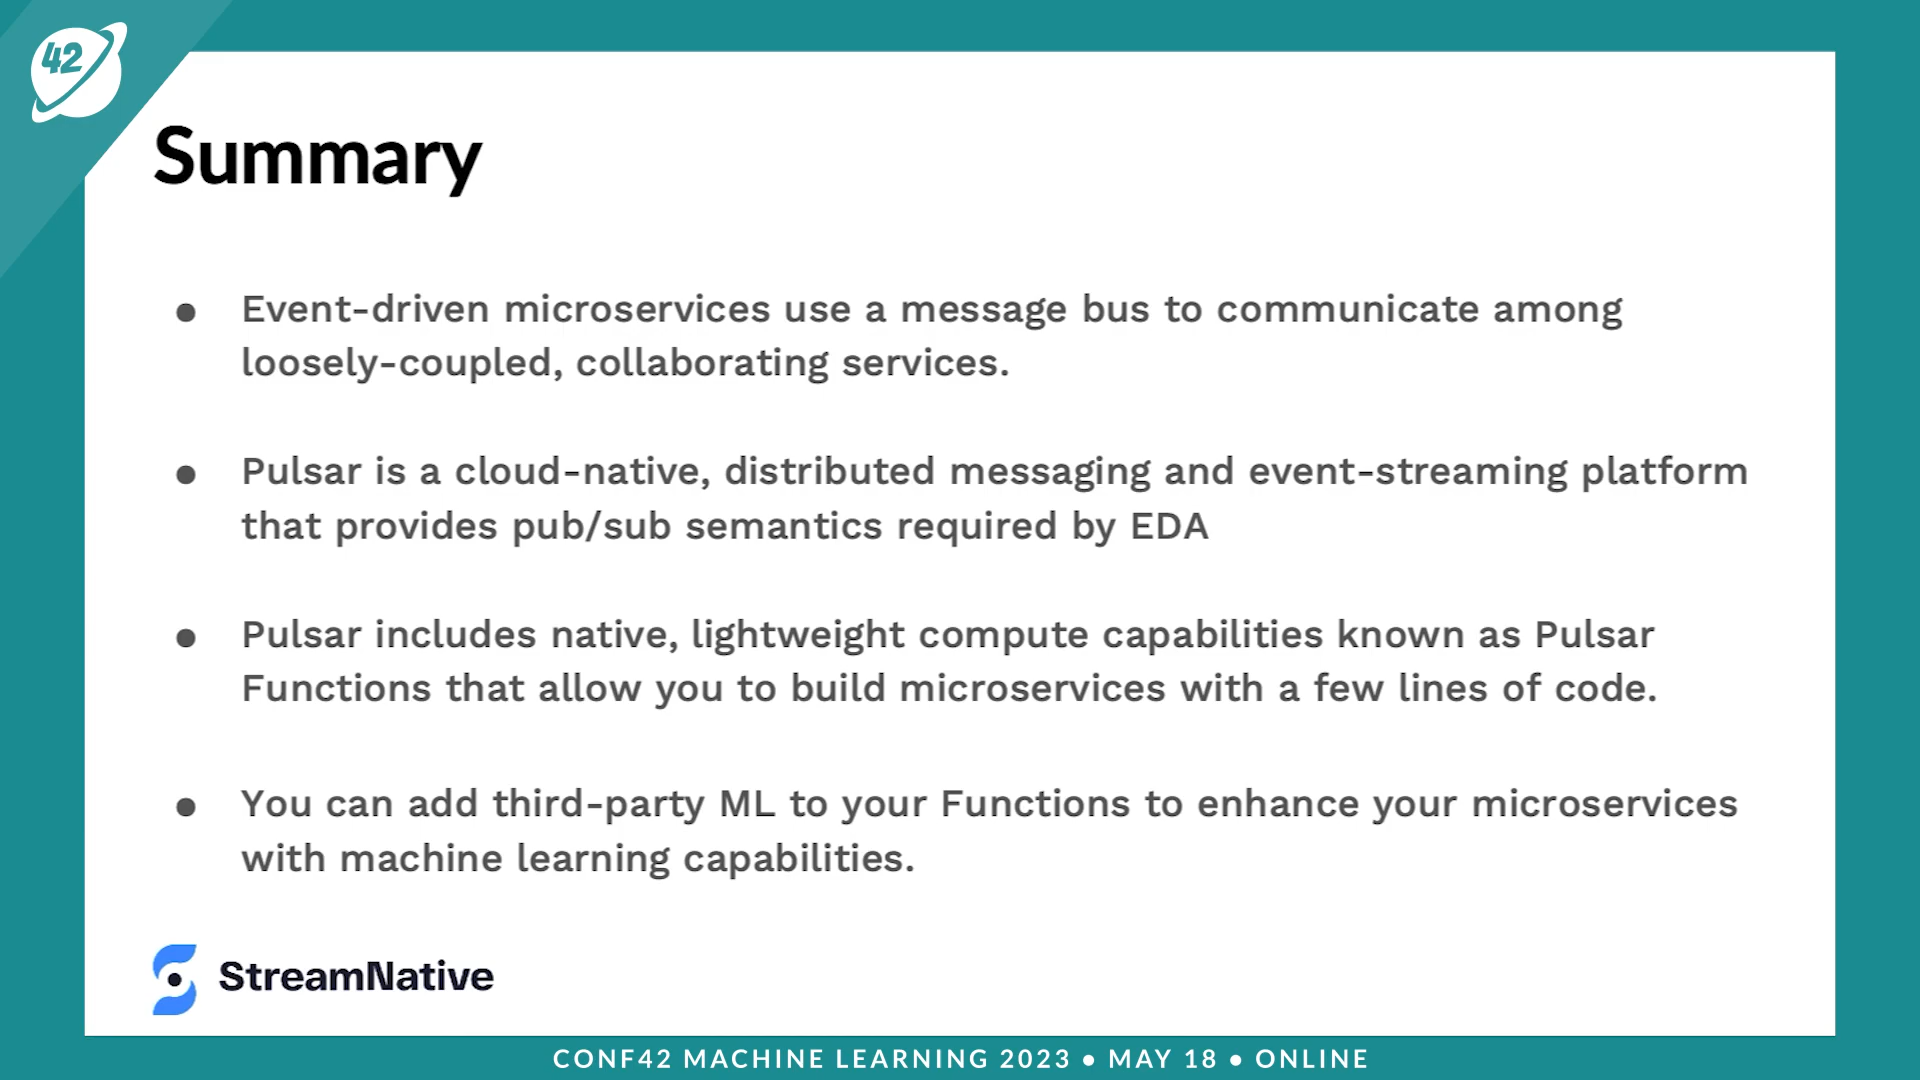 42
Summary
● Event-driven microservices use a message bus to communicate among
loosely-coupled, collaborating services.
● Pulsar is a cloud-native, distributed messaging and event-streaming platform
that provides pub/sub semantics required by EDA
● Pulsar includes native, lightweight compute capabilities known as Pulsar
Functions that allow you to build microservices with a few lines of code.
● You can add third-party ML to your Functions to enhance your microservices
with machine learning capabilities.
StreamNative
CONF42 MACHINE LEARNING 2023 ● MAY 18 ● ONLINE